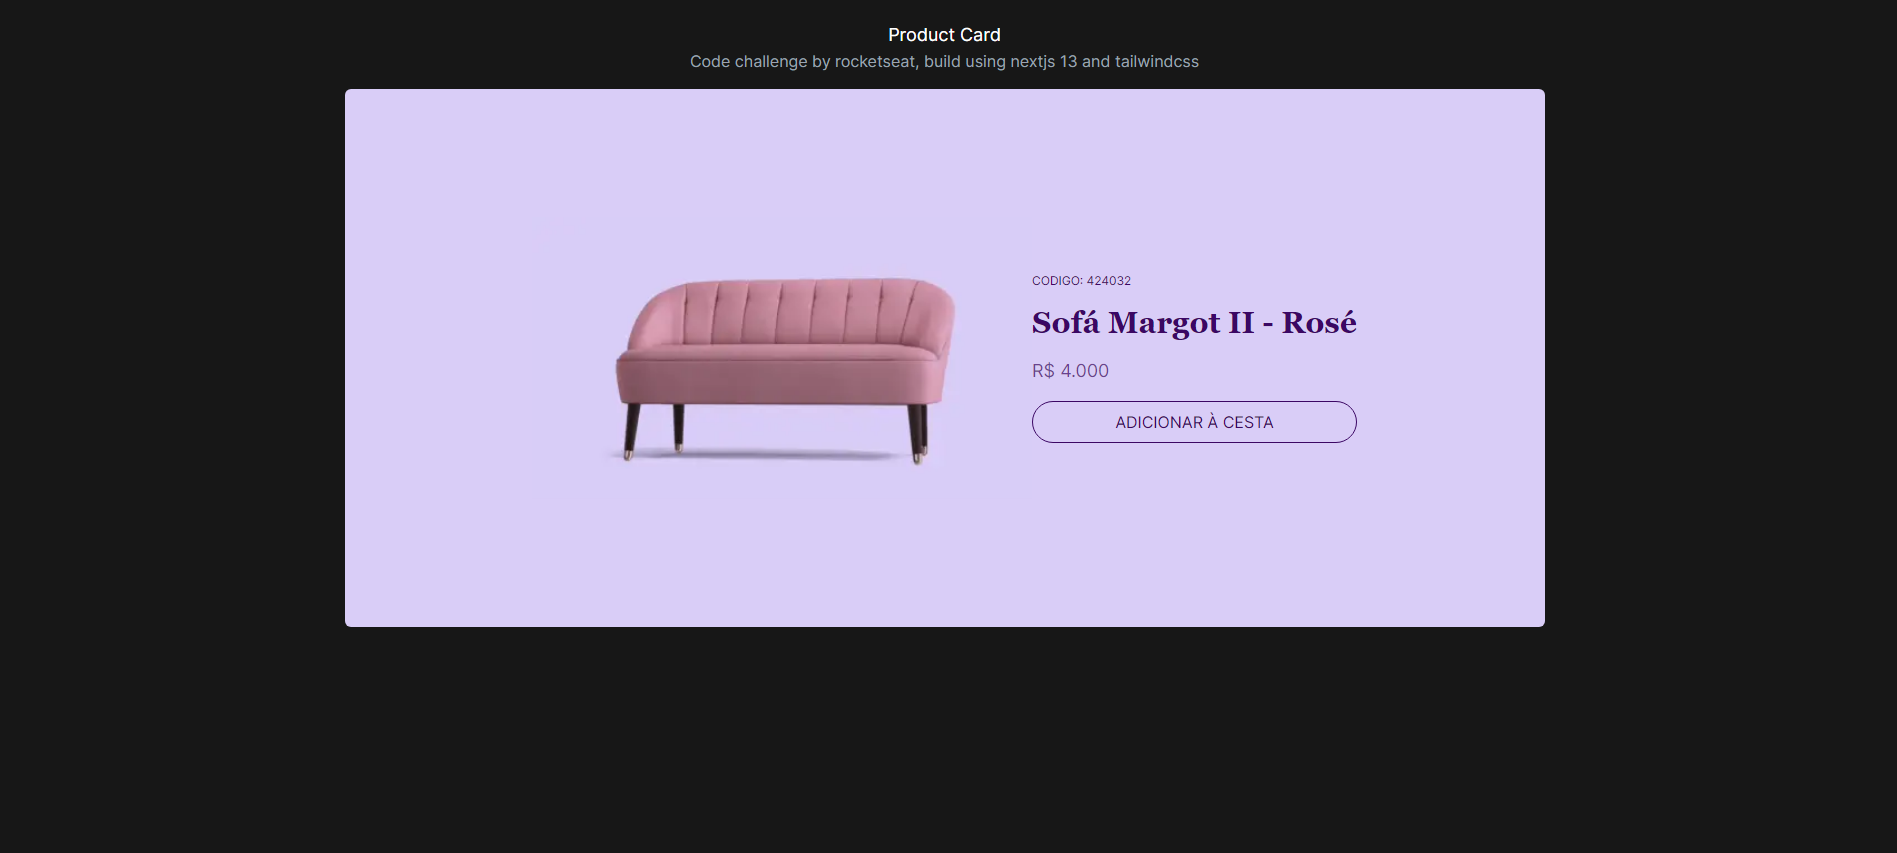 Product Card
Code challenge by rocketseat, build using nextjs 13 and tailwindcss
CODIGO: 424032
Sofá Margot II - Rosé
R$ 4.000
ADICIONAR À CESTA